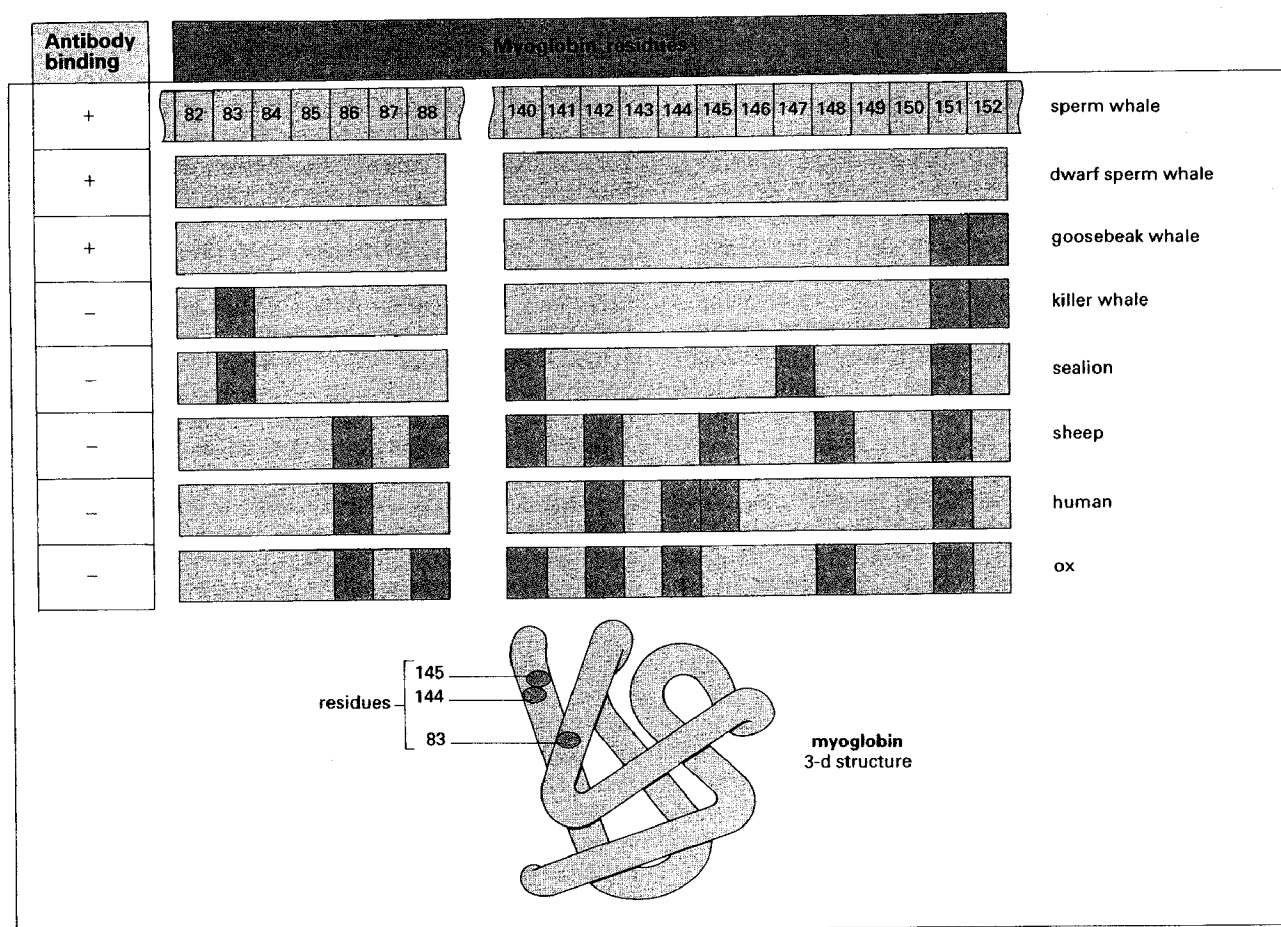 Antibody
binding
Myoglobin residues
+ 82 83 84 85 86 87 88 140 141 142 143 144 145 146 147 148 149 150 151 152 sperm whale
+ dwarf sperm whale
+ goosebeak whale
– killer whale
– sealion
– sheep
– human
– ox
145
residues 144
83
myoglobin
3-d structure